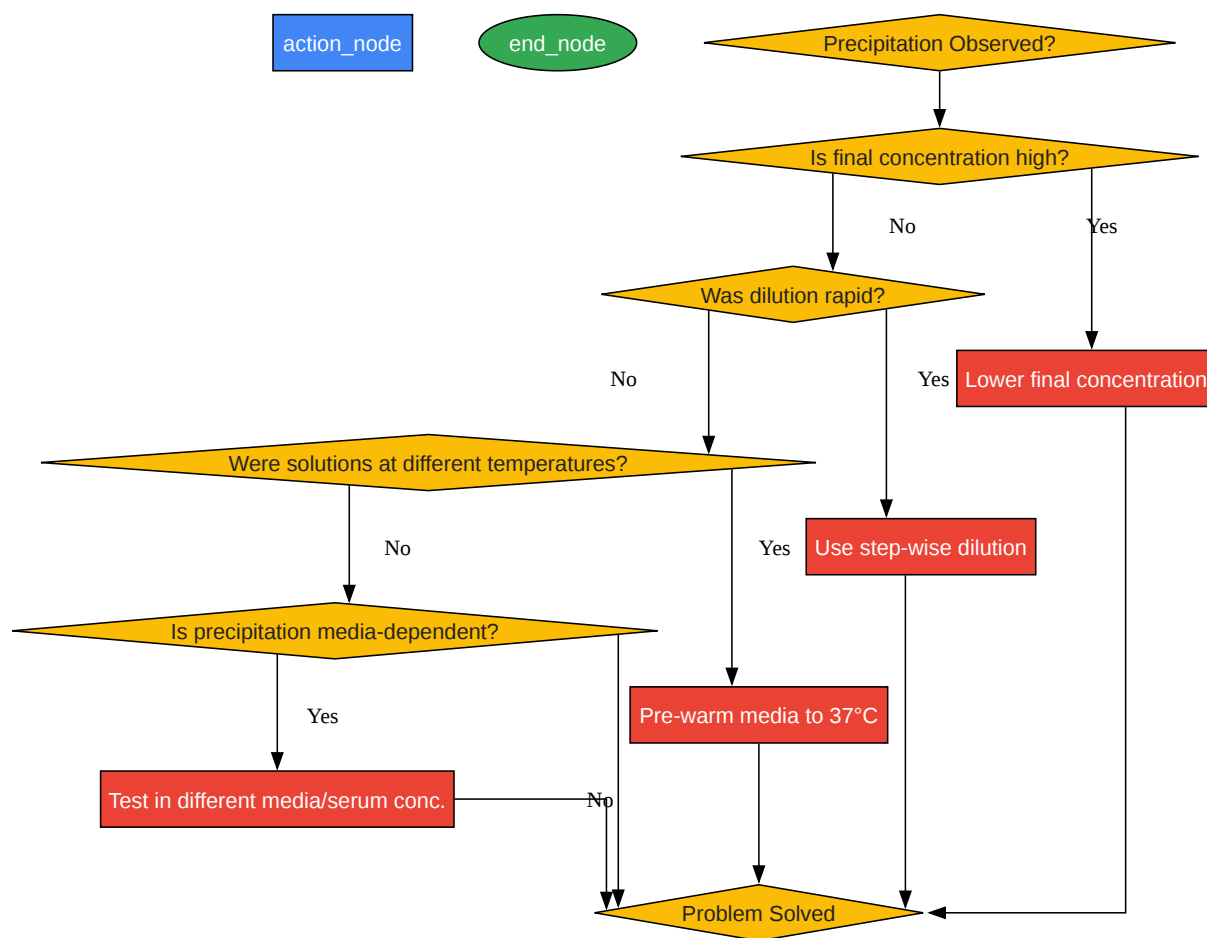 action_node
end_node
Precipitation Observed?
Is final concentration high?
No
Yes
Was dilution rapid?
No
Yes
Lower final concentration
Were solutions at different temperatures?
No
Yes
Use step-wise dilution
Is precipitation media-dependent?
Yes
Pre-warm media to 37°C
Test in different media/serum conc.
No
Problem Solved